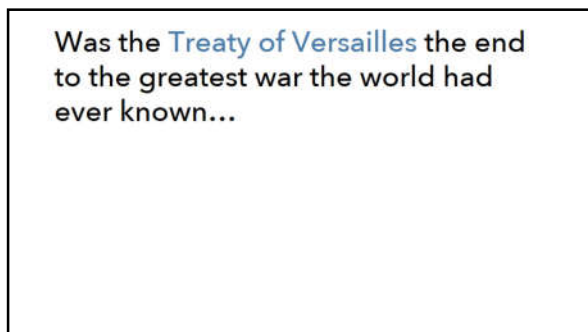 Was the Treaty of Versailles the end
to the greatest war the world had
ever known...